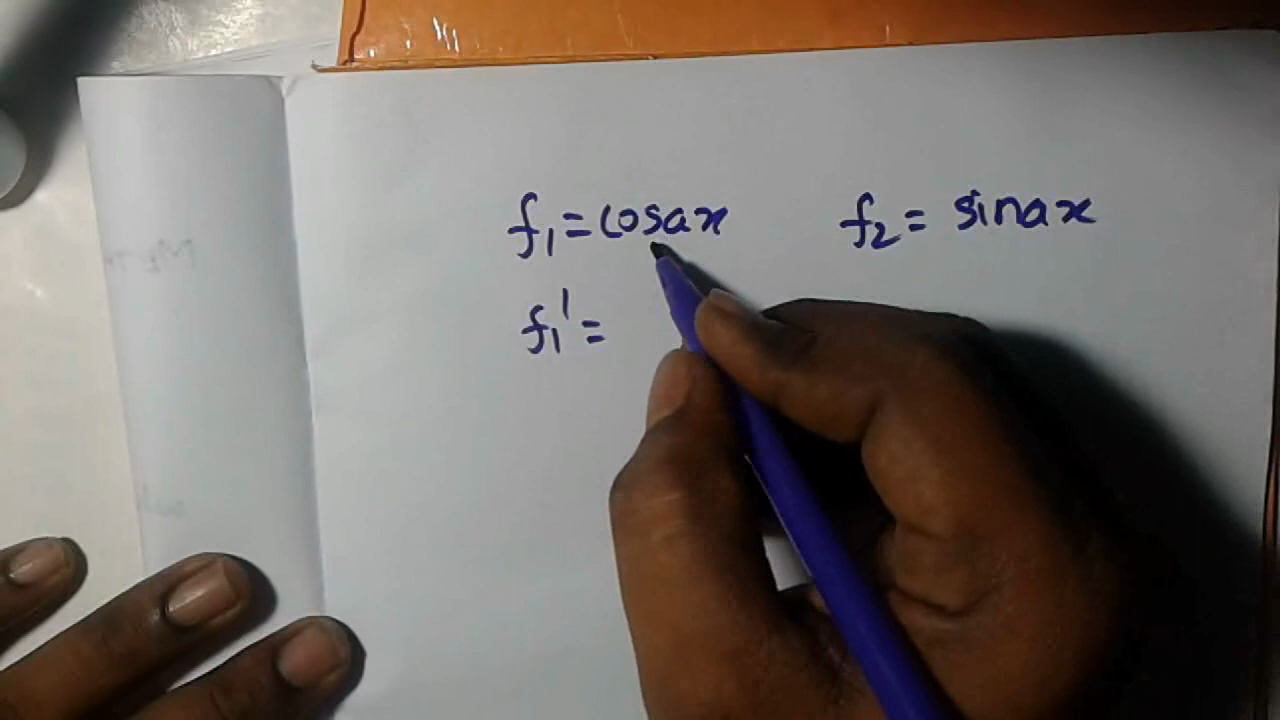 f₁ = cosax f₂ = sinax
f₁' =